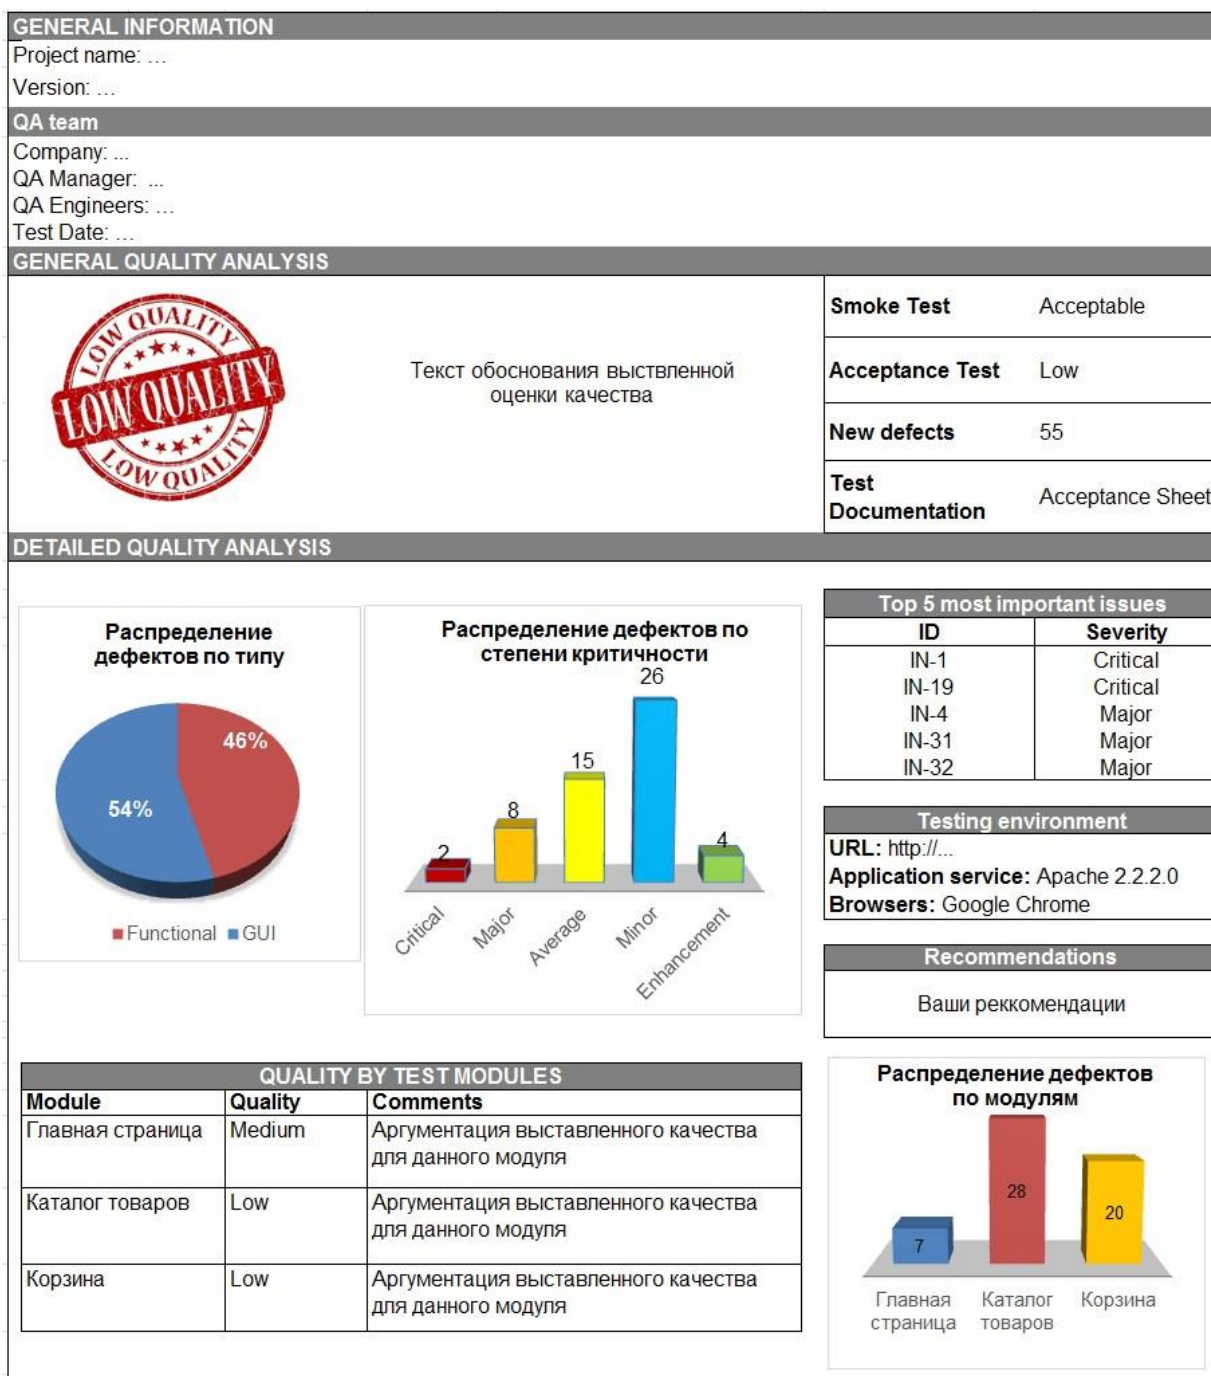 GENERAL INFORMATION
Project name: …
Version: …
QA team
Company: ...
QA Manager: ...
QA Engineers: …
Test Date: …
GENERAL QUALITY ANALYSIS
LOW QUALITY
LOW QUALITY
LOW QUALITY
Текст обоснования выствленной
оценки качества
Smoke Test Acceptable
Acceptance Test Low
New defects 55
Test
Documentation Acceptance Sheet
DETAILED QUALITY ANALYSIS
Распределение
дефектов по типу
46%
54%
Functional GUI
Распределение дефектов по
степени критичности
26
15
8
2
4
Critical
Major
Average
Minor
Enhancement
Top 5 most important issues
ID Severity
IN-1 Critical
IN-19 Critical
IN-4 Major
IN-31 Major
IN-32 Major
Testing environment
URL: http://...
Application service: Apache 2.2.2.0
Browsers: Google Chrome
Recommendations
Ваши реккомендации
QUALITY BY TEST MODULES
Module Quality Comments
Главная страница Medium Аргументация выставленного качества
для данного модуля
Каталог товаров Low Аргументация выставленного качества
для данного модуля
Корзина Low Аргументация выставленного качества
для данного модуля
Распределение дефектов
по модулям
28
20
7
Главная Каталог Корзина
страница товаров